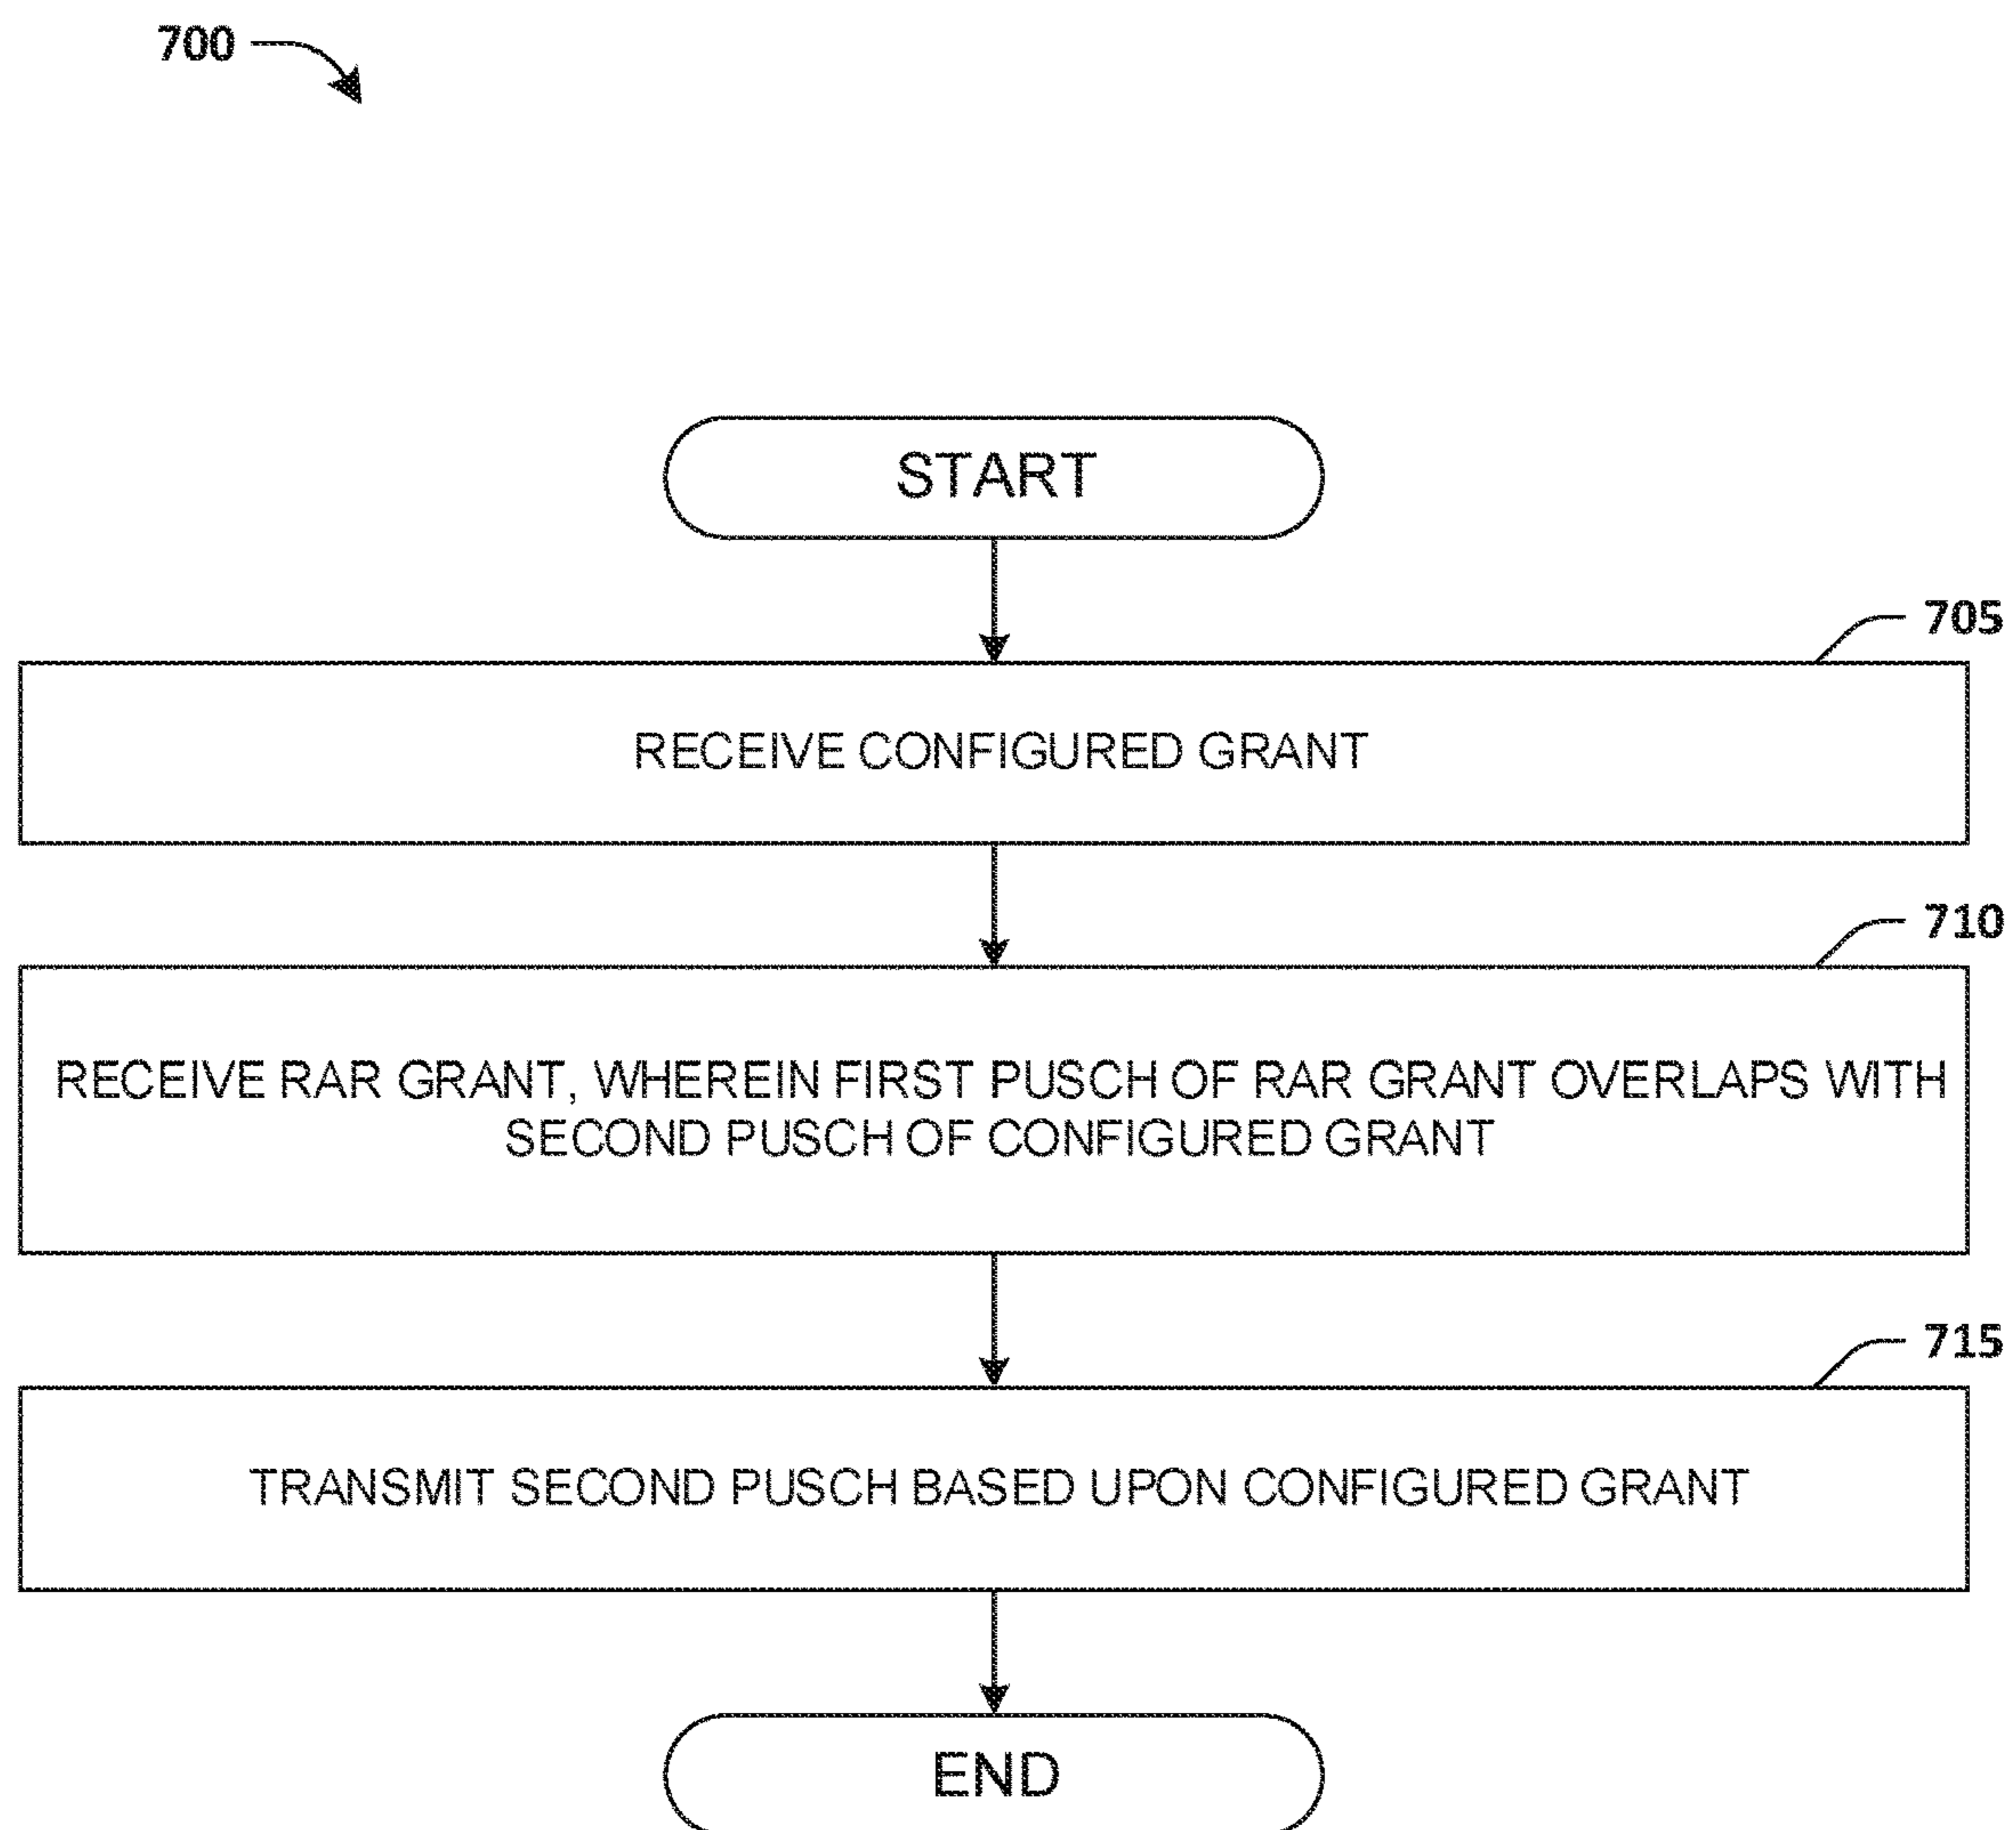 700
START
705
RECEIVE CONFIGURED GRANT
710
RECEIVE RAR GRANT, WHEREIN FIRST PUSCH OF RAR GRANT OVERLAPS WITH
SECOND PUSCH OF CONFIGURED GRANT
715
TRANSMIT SECOND PUSCH BASED UPON CONFIGURED GRANT
END